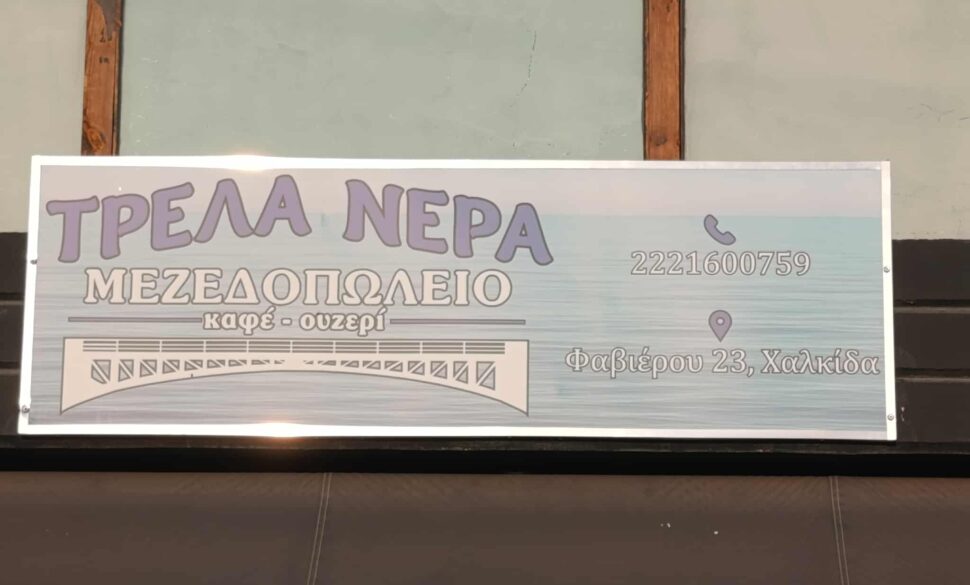 ΤΡΕΛΑ ΝΕΡΑ
ΜΕΖΕΔΟΠΩΛΕΙΟ
καφέ - ουζερί
2221600759
Φαβιέρου 23, Χαλκίδα